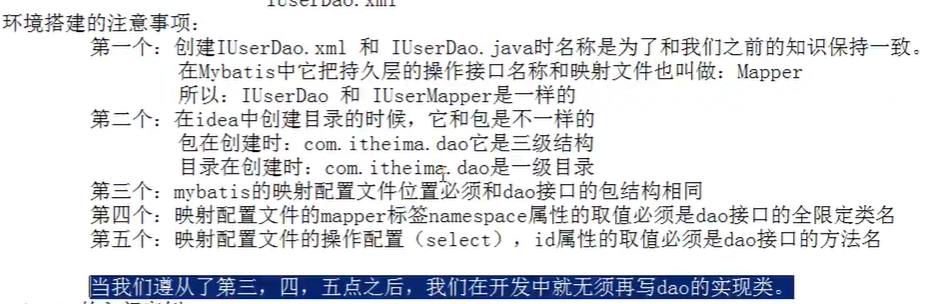 IUserDao.xml
环境搭建的注意事项:
第一个: 创建IUserDao.xml 和 IUserDao.java时名称是为了和我们之前的知识保持一致。
在Mybatis中它把持久层的操作接口名称和映射文件也叫做: Mapper
所以: IUserDao 和 IUserMapper是一样的
第二个: 在idea中创建目录的时候, 它和包是不一样的
包在创建时: com.itheima.dao它是三级结构
目录在创建时: com.itheima.dao是一级目录
第三个: mybatis的映射配置文件位置必须和dao接口的包结构相同
第四个: 映射配置文件的mapper标签namespace属性的取值必须是dao接口的全限定类名
第五个: 映射配置文件的操作配置 (select) , id属性的取值必须是dao接口的方法名
当我们遵从了第三, 四, 五点之后, 我们在开发中就无须再写dao的实现类。